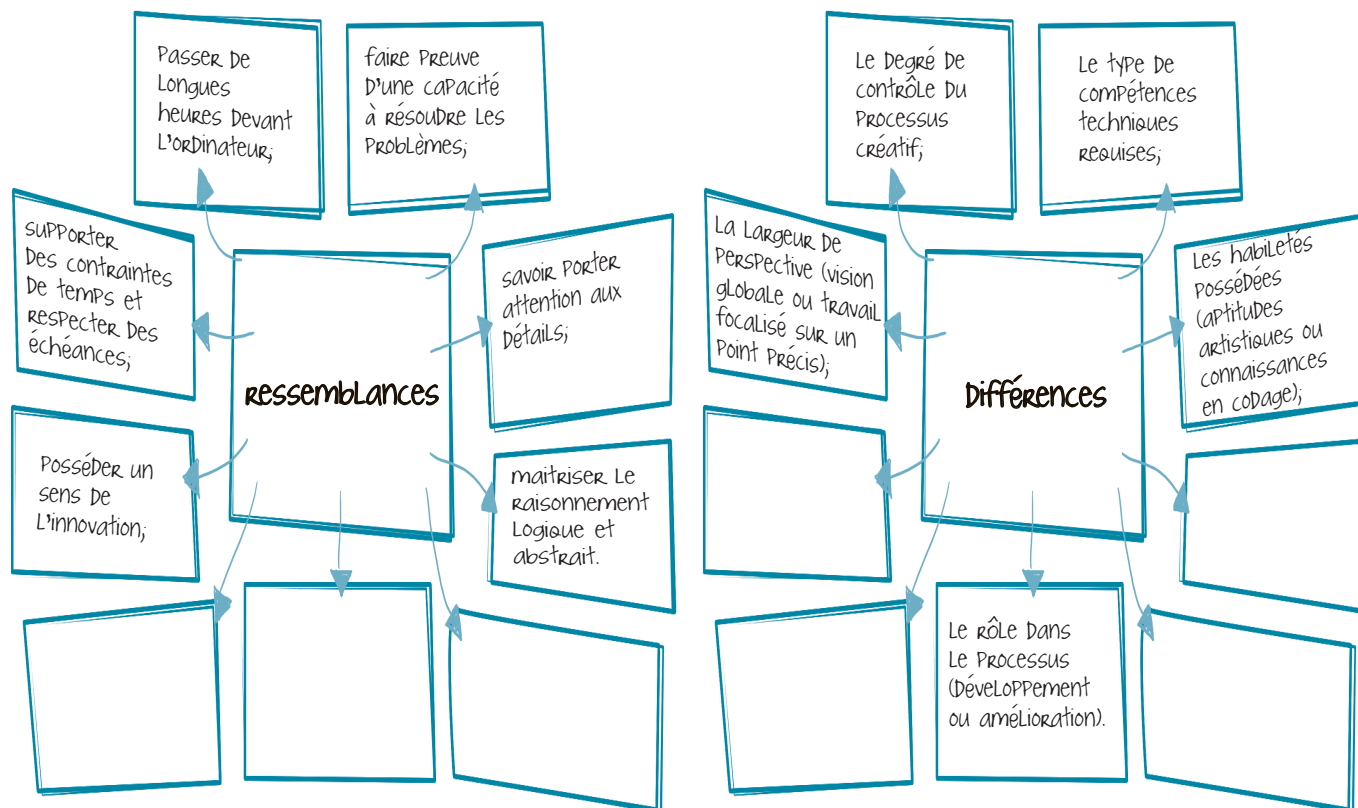 Passer de
longues
heures devant
l'ordinateur;
faire preuve
d'une capacité
à résoudre les
problèmes;
supporter
des contraintes
de temps et
respecter des
échéances;
savoir porter
attention aux
détails;
ressemblances
posséder un
sens de
l'innovation;
maitriser le
raisonnement
logique et
abstrait.
Le degré de
contrôle du
processus
créatif;
Le type de
compétences
techniques
requises;
La largeur de
perspective (vision
globale ou travail
focalisé sur un
point précis);
Les habiletés
possédées
(aptitudes
artistiques ou
connaissances
en codage);
Différences
Le rôle dans
le processus
(développement
ou amélioration).